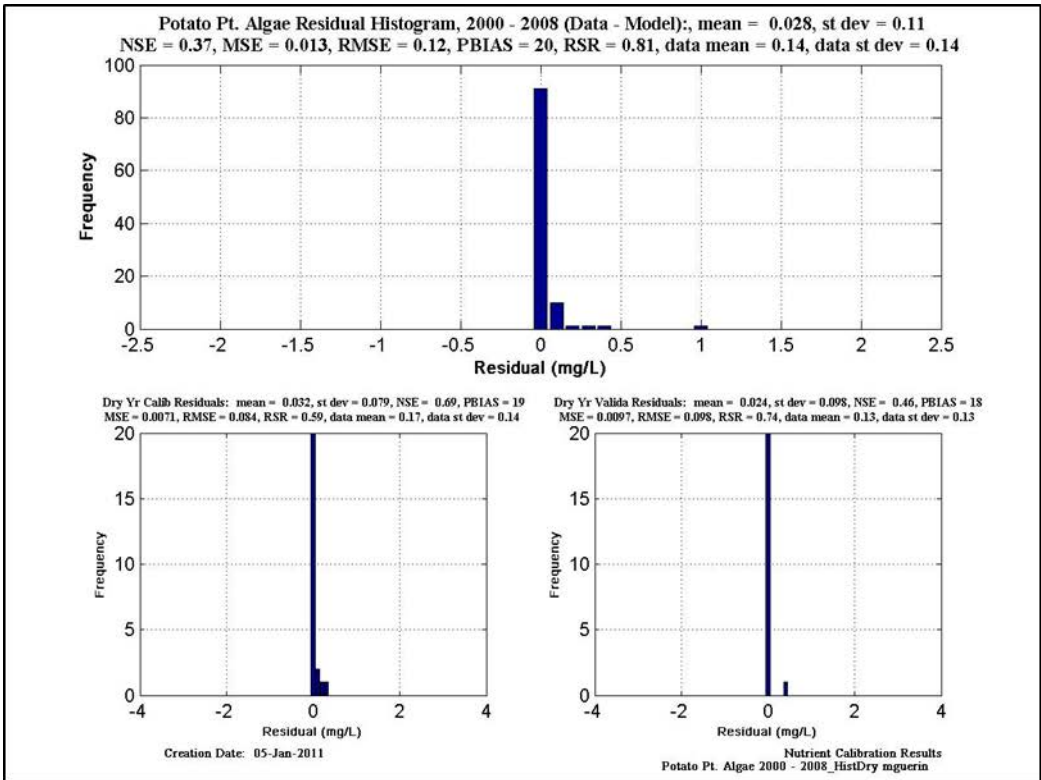 Potato Pt. Algae Residual Histogram, 2000 - 2008 (Data - Model):, mean = 0.028, st dev = 0.11
NSE = 0.37, MSE = 0.013, RMSE = 0.12, PBIAS = 20, RSR = 0.81, data mean = 0.14, data st dev = 0.14
100
80
60
40
20
0
Frequency
-2.5 -2 -1.5 -1 -0.5 0 0.5 1 1.5 2 2.5
Residual (mg/L)
Dry Yr Calib Residuals: mean = 0.032, st dev = 0.079, NSE = 0.69, PBIAS = 19
MSE = 0.0071, RMSE = 0.084, RSR = 0.59, data mean = 0.17, data st dev = 0.14
20
15
10
5
0
Frequency
-4 -2 0 2 4
Residual (mg/L)
Creation Date: 05-Jan-2011
Dry Yr Valida Residuals: mean = 0.024, st dev = 0.098, NSE = 0.46, PBIAS = 18
MSE = 0.0097, RMSE = 0.098, RSR = 0.74, data mean = 0.13, data st dev = 0.13
20
15
10
5
0
Frequency
-4 -2 0 2 4
Residual (mg/L)
Nutrient Calibration Results
Potato Pt. Algae 2000 - 2008_HistDry mguerin